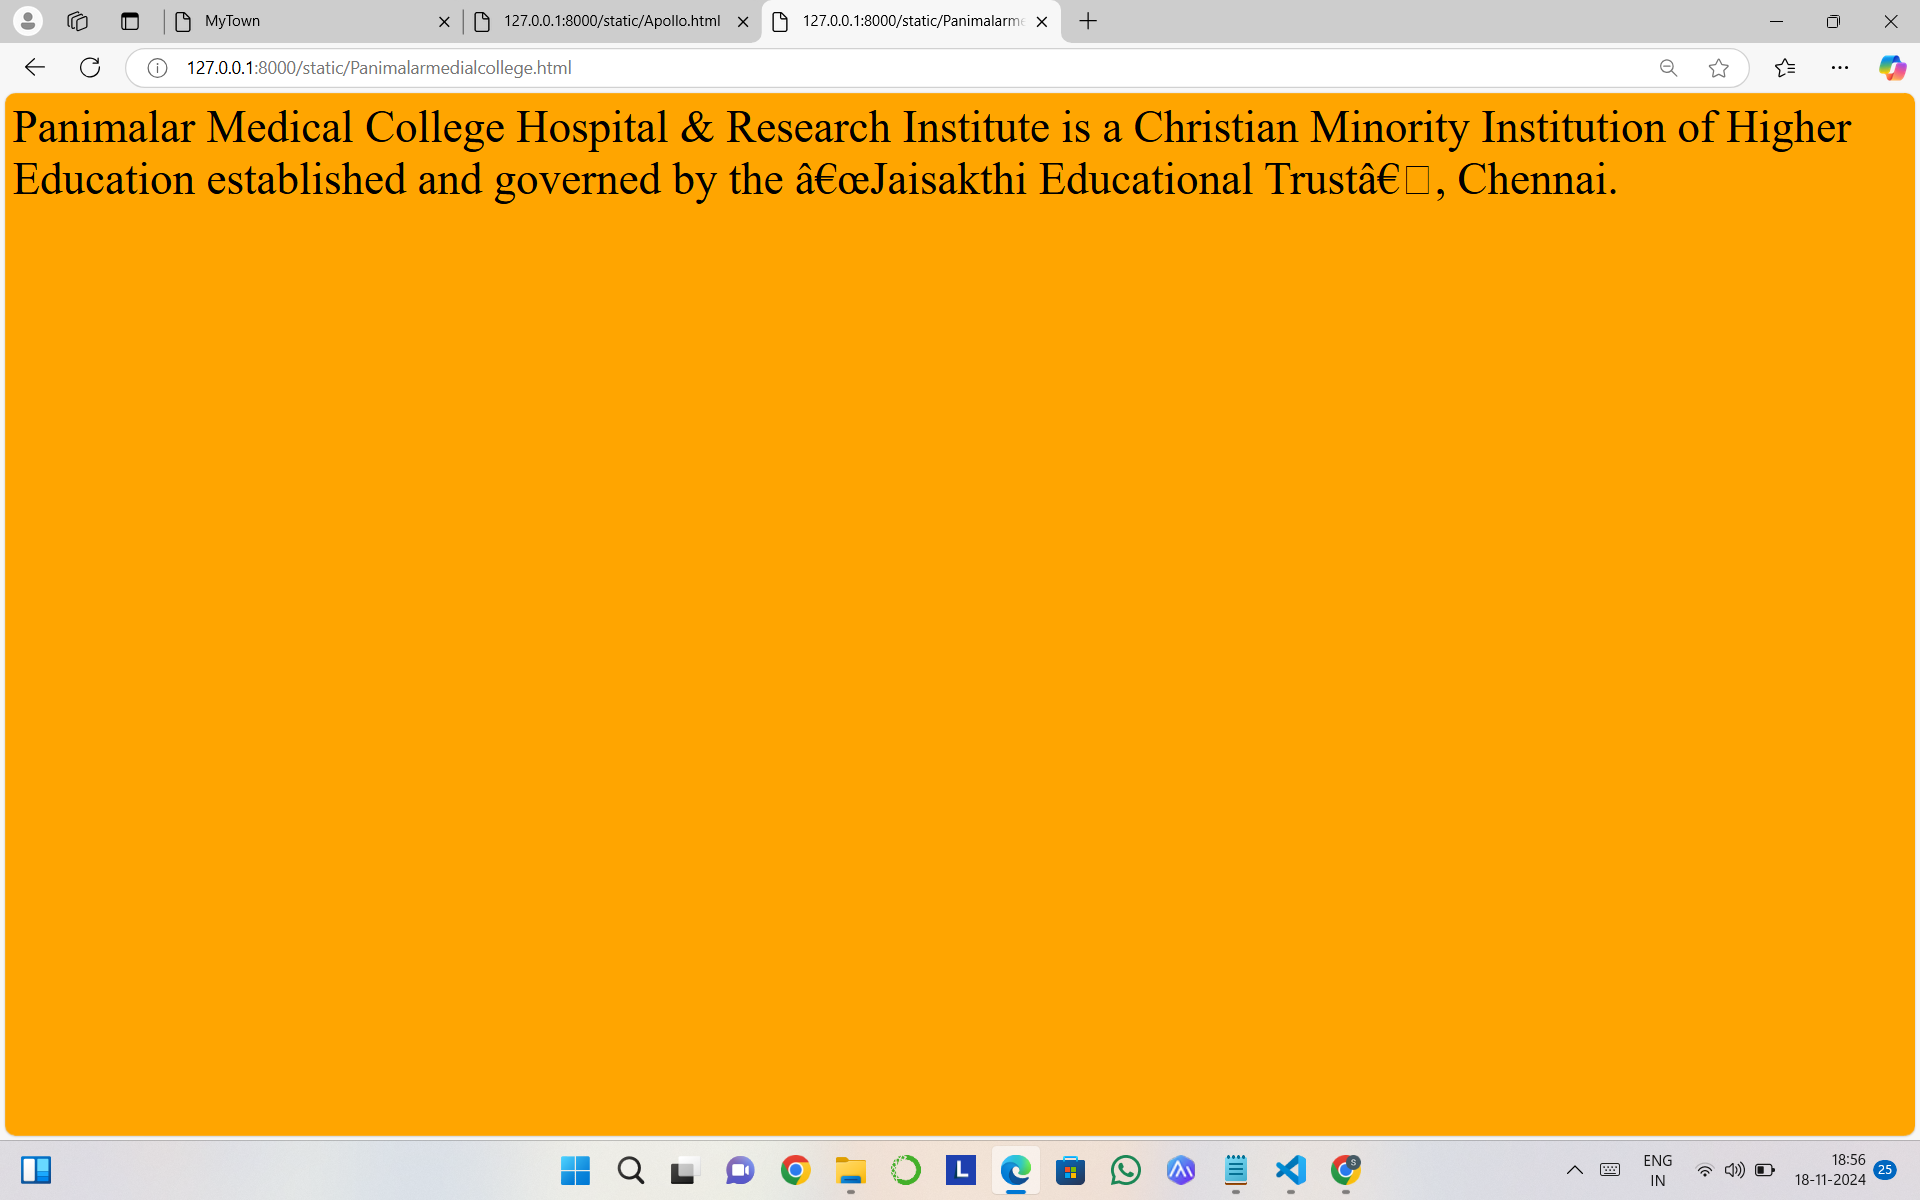 MyTown
127.0.0.1:8000/static/Apollo.html
127.0.0.1:8000/static/Panimalarme
127.0.0.1:8000/static/Panimalarmedialcollege.html
Panimalar Medical College Hospital & Research Institute is a Christian Minority Institution of Higher
Education established and governed by the â€œJaisakthi Educational Trustâ€□, Chennai.
L
S
ENG
IN
18:56
18-11-2024
25